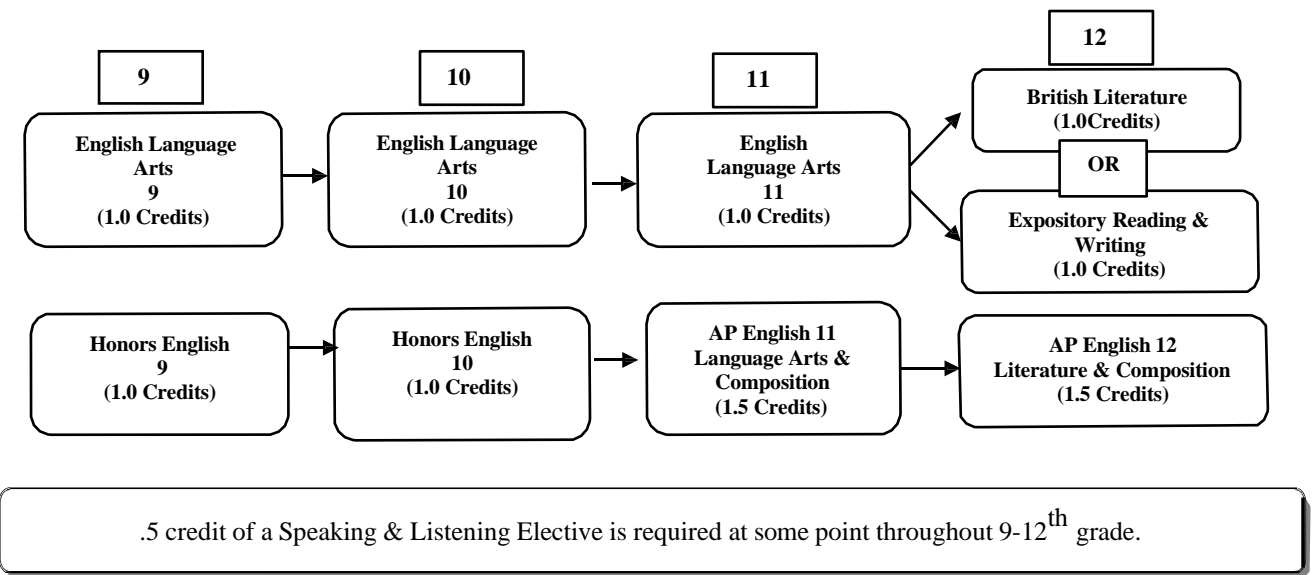 9
10
11
12
English Language
Arts
9
(1.0 Credits)
English Language
Arts
10
(1.0 Credits)
English
Language Arts
11
(1.0 Credits)
British Literature
(1.0Credits)
OR
Expository Reading &
Writing
(1.0 Credits)
Honors English
9
(1.0 Credits)
Honors English
10
(1.0 Credits)
AP English 11
Language Arts &
Composition
(1.5 Credits)
AP English 12
Literature & Composition
(1.5 Credits)
.5 credit of a Speaking & Listening Elective is required at some point throughout 9-12th grade.